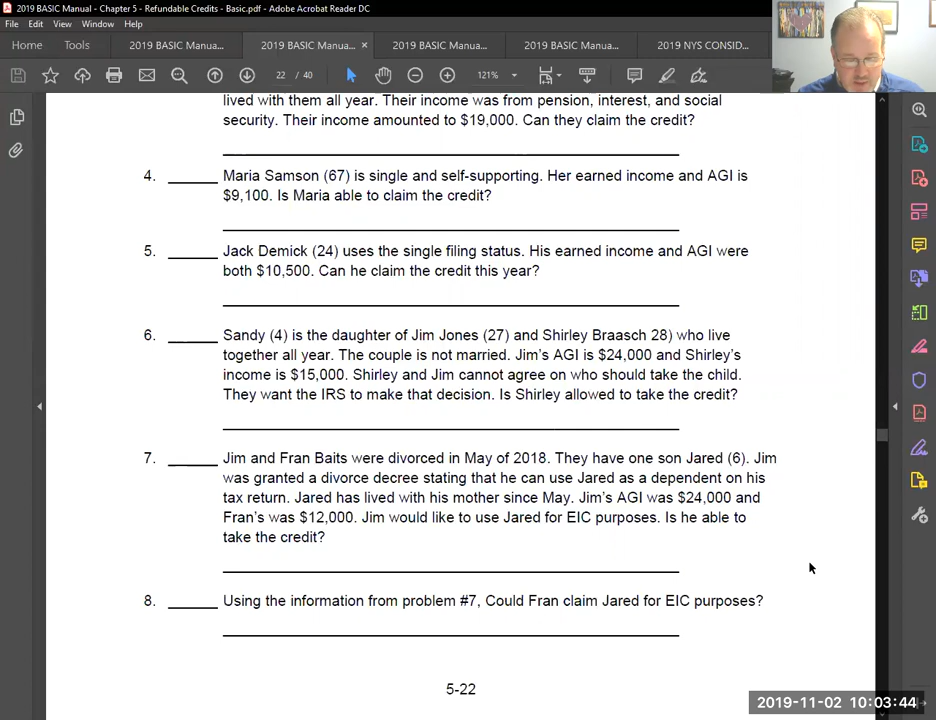 2019 BASIC Manual - Chapter 5 - Refundable Credits - Basic.pdf - Adobe Acrobat Reader DC
File Edit View Window Help
Home Tools 2019 BASIC Manua... 2019 BASIC Manua... × 2019 BASIC Manua... 2019 BASIC Manua... 2019 NYS CONSID...
22 / 40 121%
lived with them all year. Their income was from pension, interest, and social
security. Their income amounted to $19,000. Can they claim the credit?
4. Maria Samson (67) is single and self-supporting. Her earned income and AGI is
$9,100. Is Maria able to claim the credit?
5. Jack Demick (24) uses the single filing status. His earned income and AGI were
both $10,500. Can he claim the credit this year?
6. Sandy (4) is the daughter of Jim Jones (27) and Shirley Braasch 28) who live
together all year. The couple is not married. Jim's AGI is $24,000 and Shirley's
income is $15,000. Shirley and Jim cannot agree on who should take the child.
They want the IRS to make that decision. Is Shirley allowed to take the credit?
7. Jim and Fran Baits were divorced in May of 2018. They have one son Jared (6). Jim
was granted a divorce decree stating that he can use Jared as a dependent on his
tax return. Jared has lived with his mother since May. Jim's AGI was $24,000 and
Fran's was $12,000. Jim would like to use Jared for EIC purposes. Is he able to
take the credit?
8. Using the information from problem #7, Could Fran claim Jared for EIC purposes?
5-22
2019-11-02 10:03:44